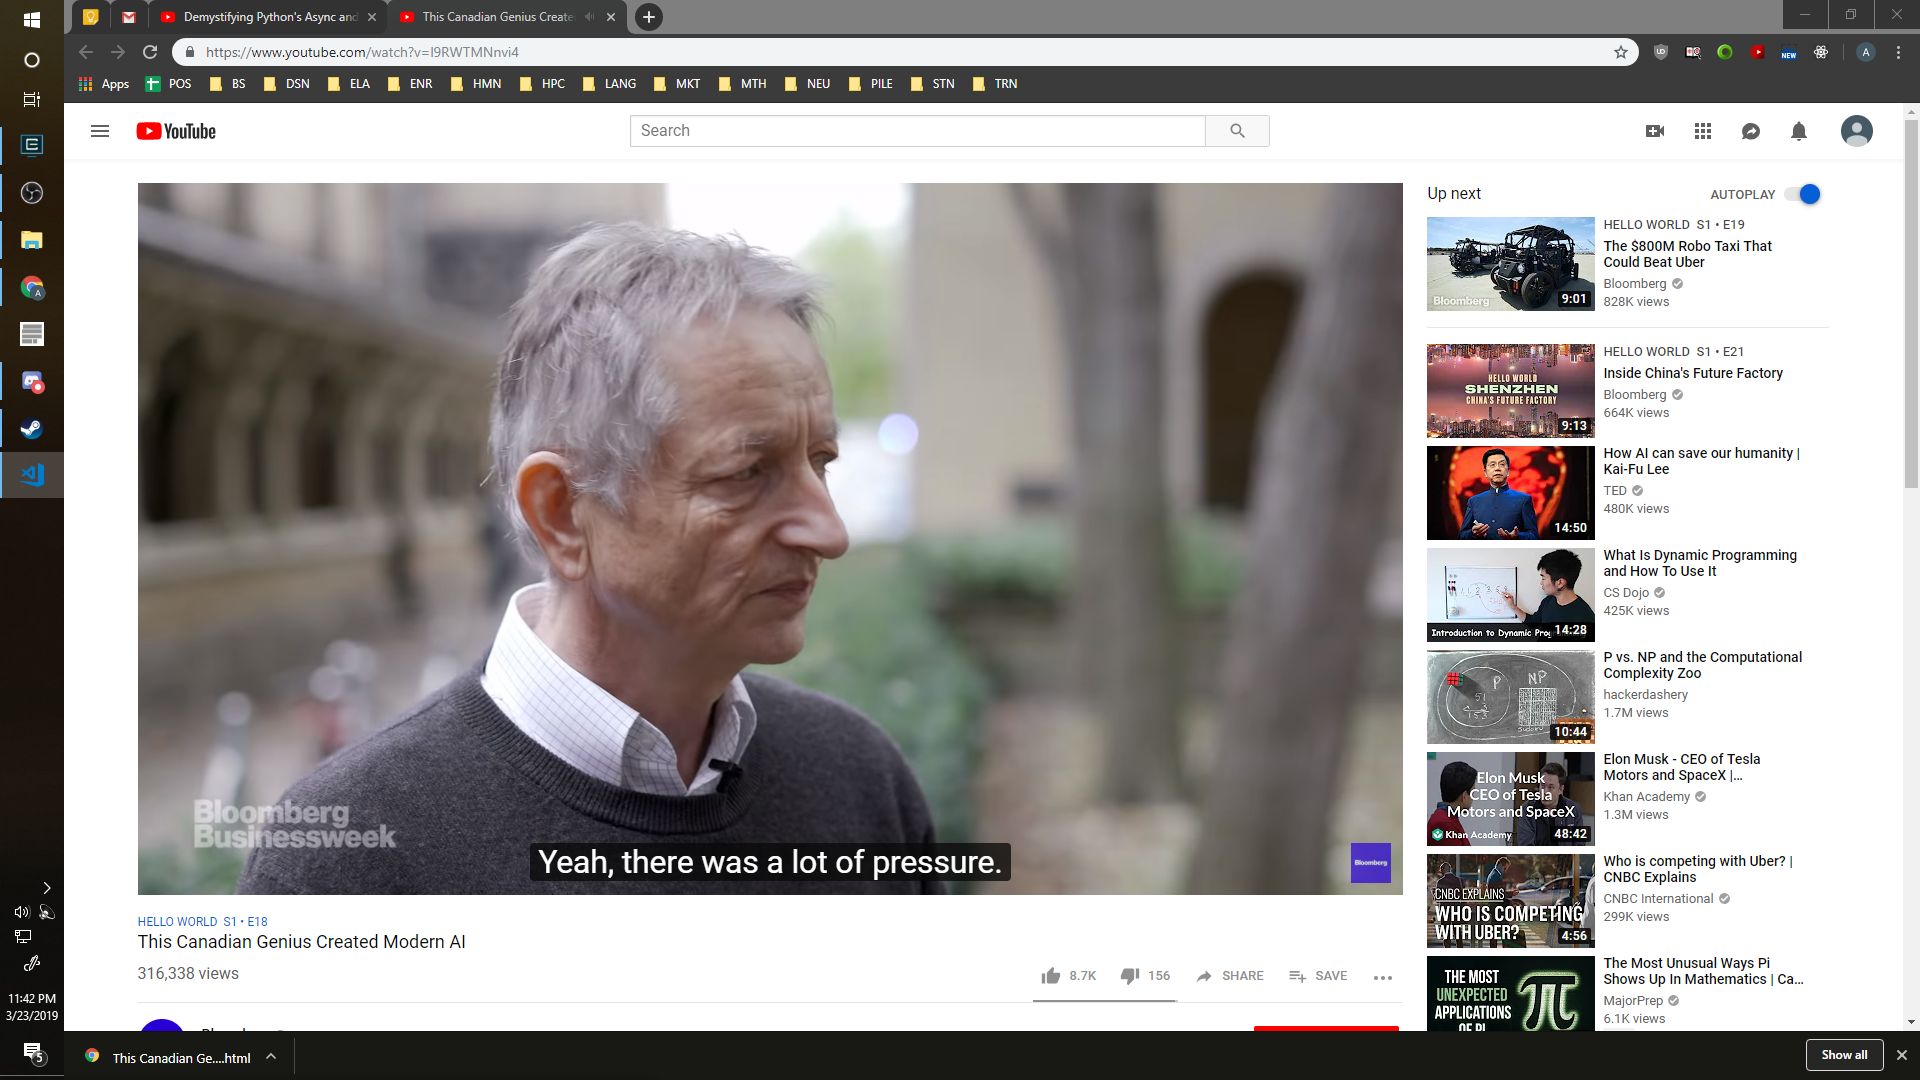 Demystifying Python's Async and
This Canadian Genius Create
https://www.youtube.com/watch?v=l9RWTMNnvi4
A
Apps
POS
BS
DSN
ELA
ENR
HMN
HPC
LANG
MKT
MTH
NEU
PILE
STN
TRN
YouTube
Search
Bloomberg
Businessweek
Yeah, there was a lot of pressure.
Bloomberg
HELLO WORLD S1 • E18
This Canadian Genius Created Modern AI
316,338 views
8.7K
156
SHARE
SAVE
Up next
AUTOPLAY
Bloomberg
9:01
HELLO WORLD S1 • E19
The $800M Robo Taxi That
Could Beat Uber
Bloomberg
828K views
HELLO WORLD
SHENZHEN
CHINA'S FUTURE FACTORY
9:13
HELLO WORLD S1 • E21
Inside China's Future Factory
Bloomberg
664K views
14:50
How AI can save our humanity |
Kai-Fu Lee
TED
480K views
Introduction to Dynamic Prog
14:28
What Is Dynamic Programming
and How To Use It
CS Dojo
425K views
P
NP
51
153
Sudoku
10:44
P vs. NP and the Computational
Complexity Zoo
hackerdashery
1.7M views
Elon Musk
CEO of Tesla
Motors and SpaceX
Khan Academy
48:42
Elon Musk - CEO of Tesla
Motors and SpaceX |...
Khan Academy
1.3M views
CNBC EXPLAINS
WHO IS COMPETING
WITH UBER?
4:56
Who is competing with Uber? |
CNBC Explains
CNBC International
299K views
THE MOST
UNEXPECTED
APPLICATIONS
OF PI
The Most Unusual Ways Pi
Shows Up In Mathematics | Ca...
MajorPrep
6.1K views
11:42 PM
3/23/2019
5
This Canadian Ge....html
Show all